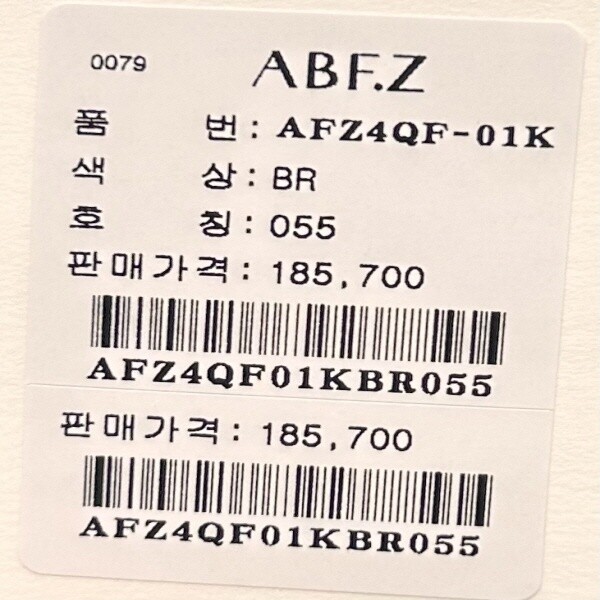 0079 ABF.Z
품 번: AFZ4QF-01K
색 상: BR
호 칭: 055
판매가격: 185,700
AFZ4QF01KBR055
판매가격: 185,700
AFZ4QF01KBR055